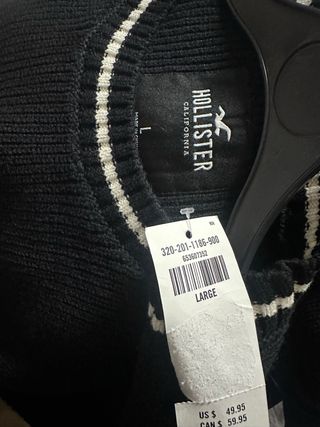 HOLLISTER
CALIFORNIA
L
320-201-1186-900
653607352
LARGE
US $ 49.95
CAN $ 59.95